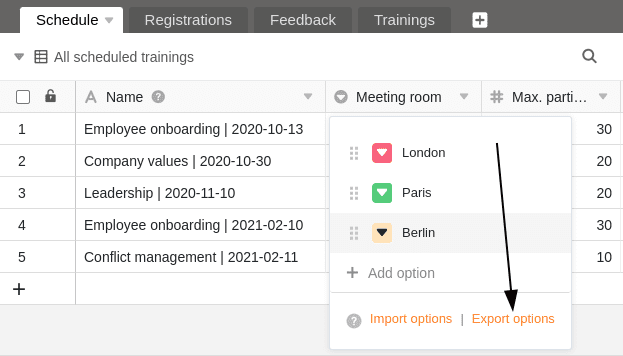 Schedule Registrations Feedback Trainings
All scheduled trainings
Name ? Meeting room Max. parti...
1 Employee onboarding | 2020-10-13 30
2 Company values | 2020-10-30 20
3 Leadership | 2020-11-10 20
4 Employee onboarding | 2021-02-10 30
5 Conflict management | 2021-02-11 10
London
Paris
Berlin
Add option
? Import options | Export options